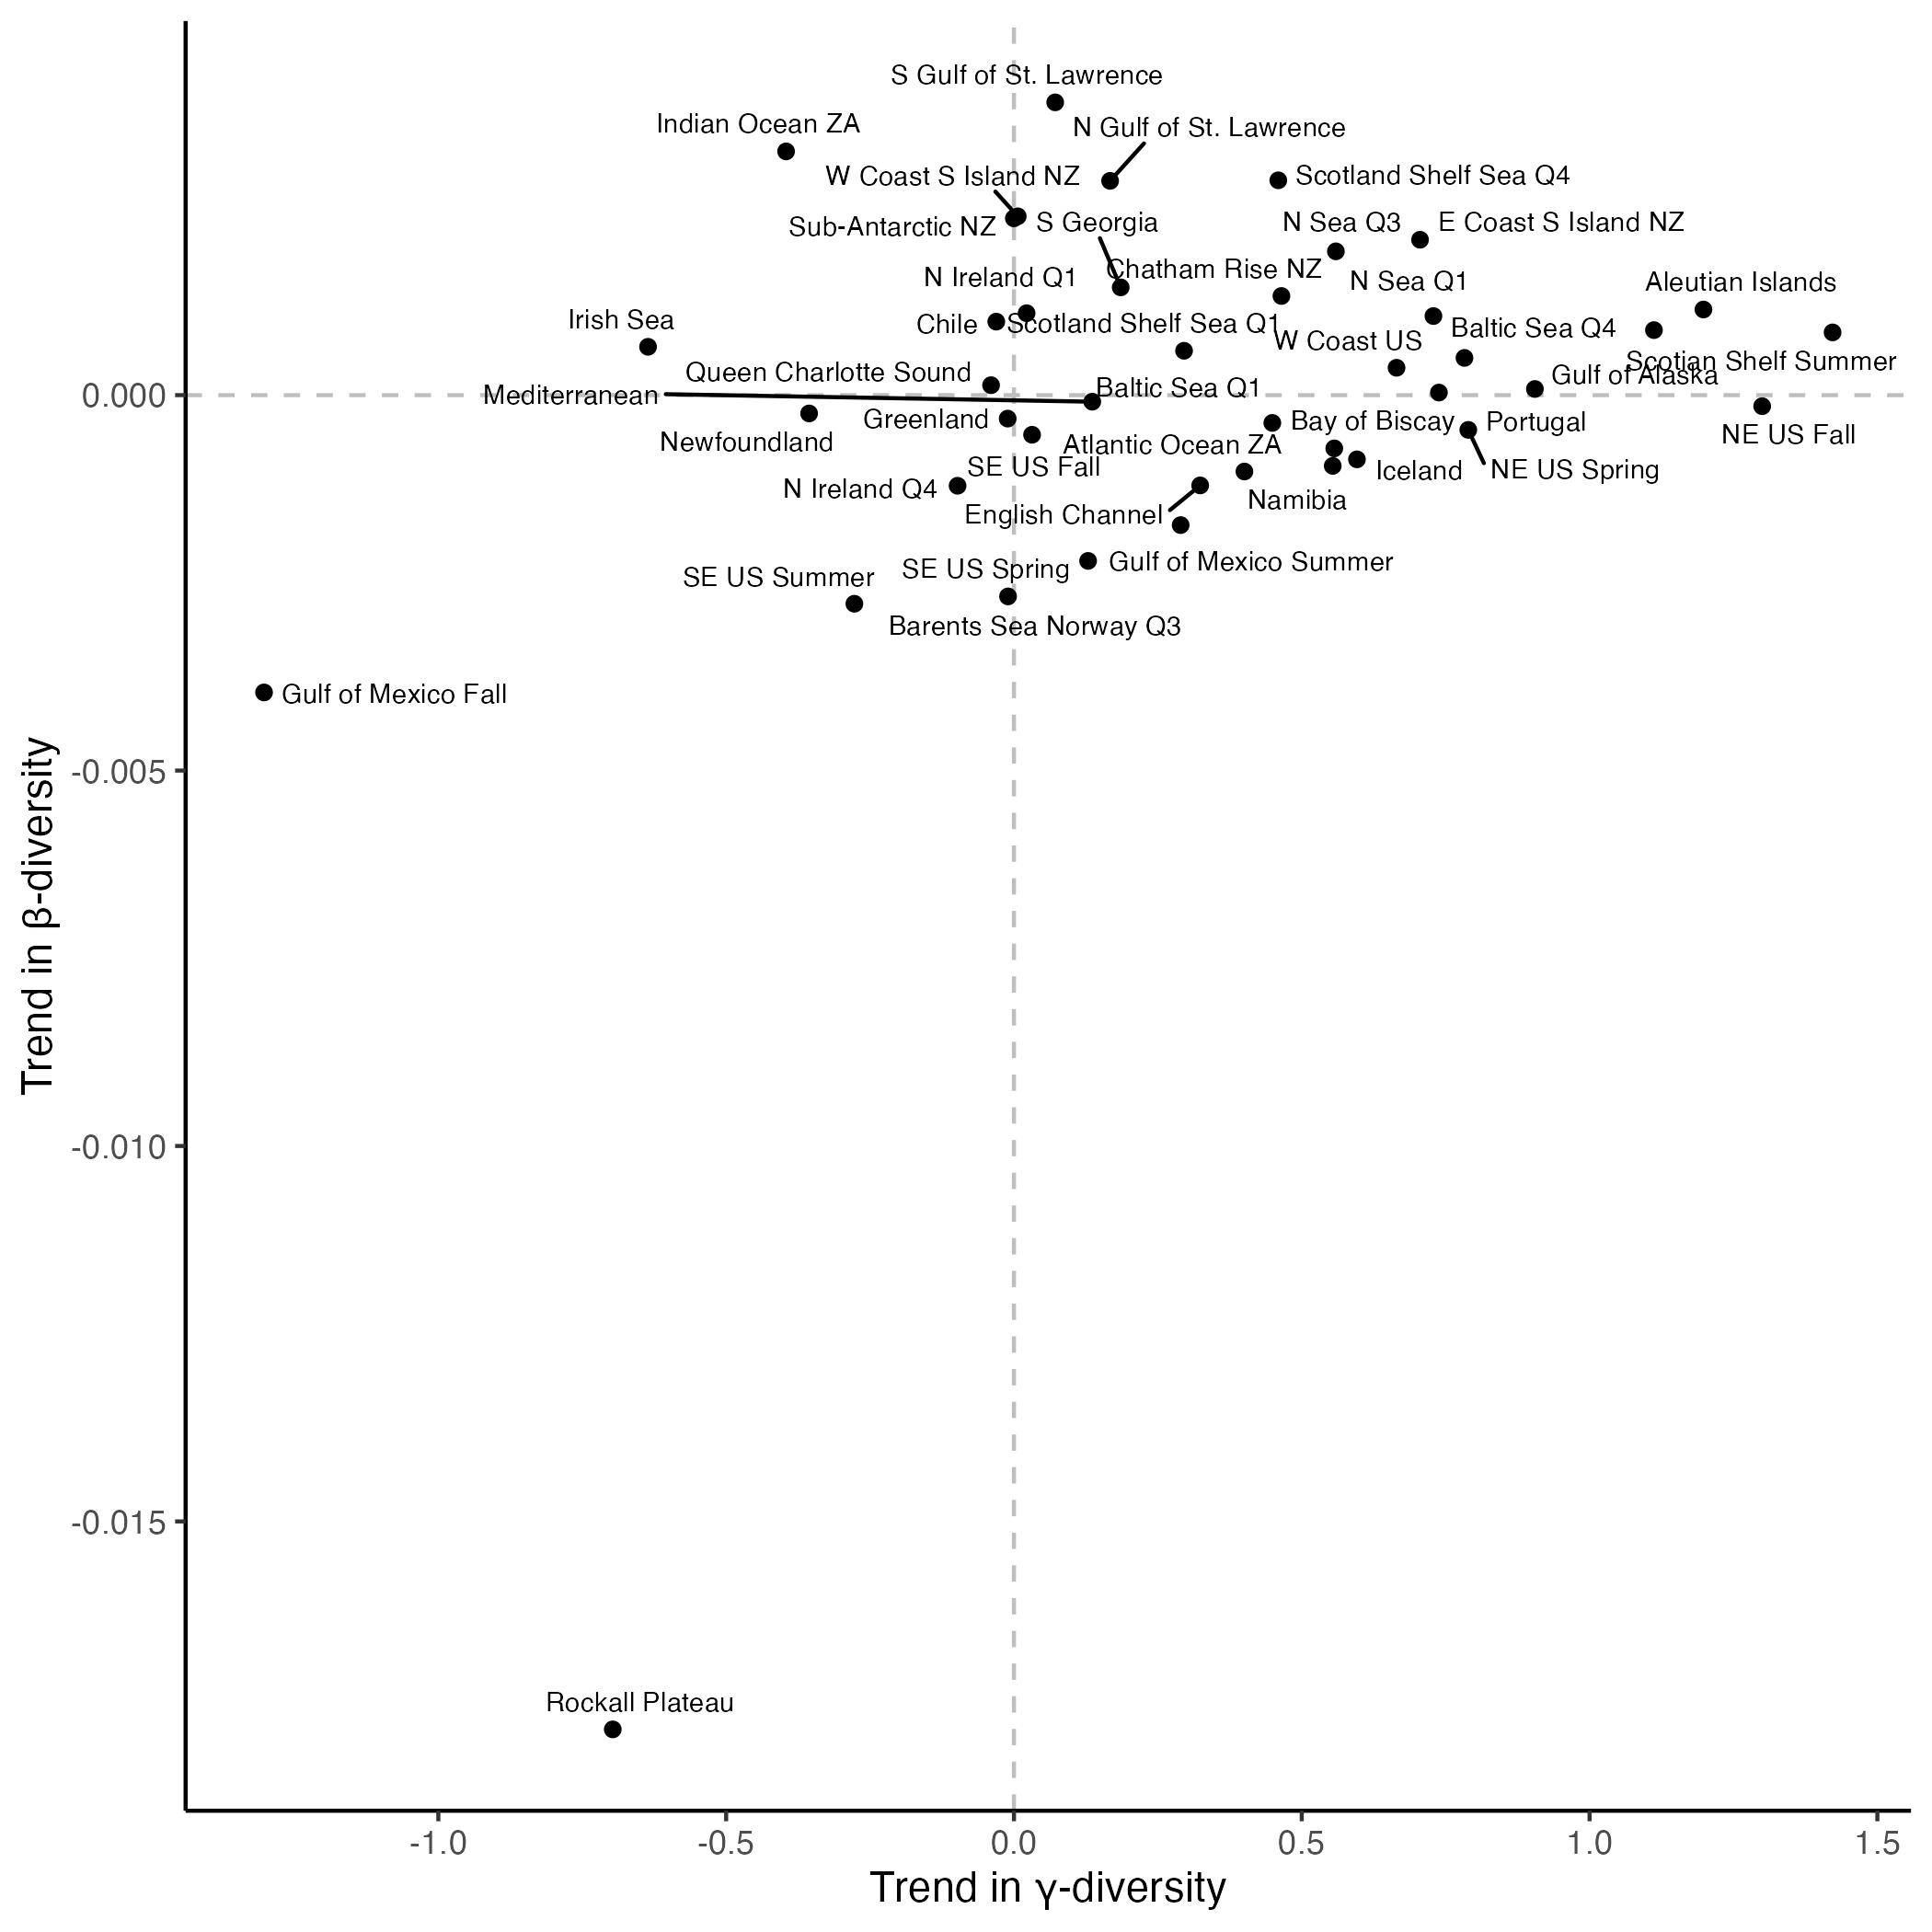 S Gulf of St. Lawrence
Indian Ocean ZA
N Gulf of St. Lawrence
W Coast S Island NZ
Scotland Shelf Sea Q4
Sub-Antarctic NZ
S Georgia
N Sea Q3
E Coast S Island NZ
N Ireland Q1
Chatham Rise NZ
N Sea Q1
Aleutian Islands
Irish Sea
Chile
Scotland Shelf Sea Q1
W Coast US
Baltic Sea Q4
Scotian Shelf Summer
Queen Charlotte Sound
Gulf of Alaska
0.000
Mediterranean
Baltic Sea Q1
Greenland
Bay of Biscay
Portugal
Newfoundland
Atlantic Ocean ZA
NE US Fall
SE US Fall
Iceland
NE US Spring
N Ireland Q4
Namibia
English Channel
SE US Summer
SE US Spring
Gulf of Mexico Summer
Barents Sea Norway Q3
Gulf of Mexico Fall
-0.005
Trend in β-diversity
-0.010
-0.015
Rockall Plateau
-1.0
-0.5
0.0
0.5
1.0
1.5
Trend in γ-diversity